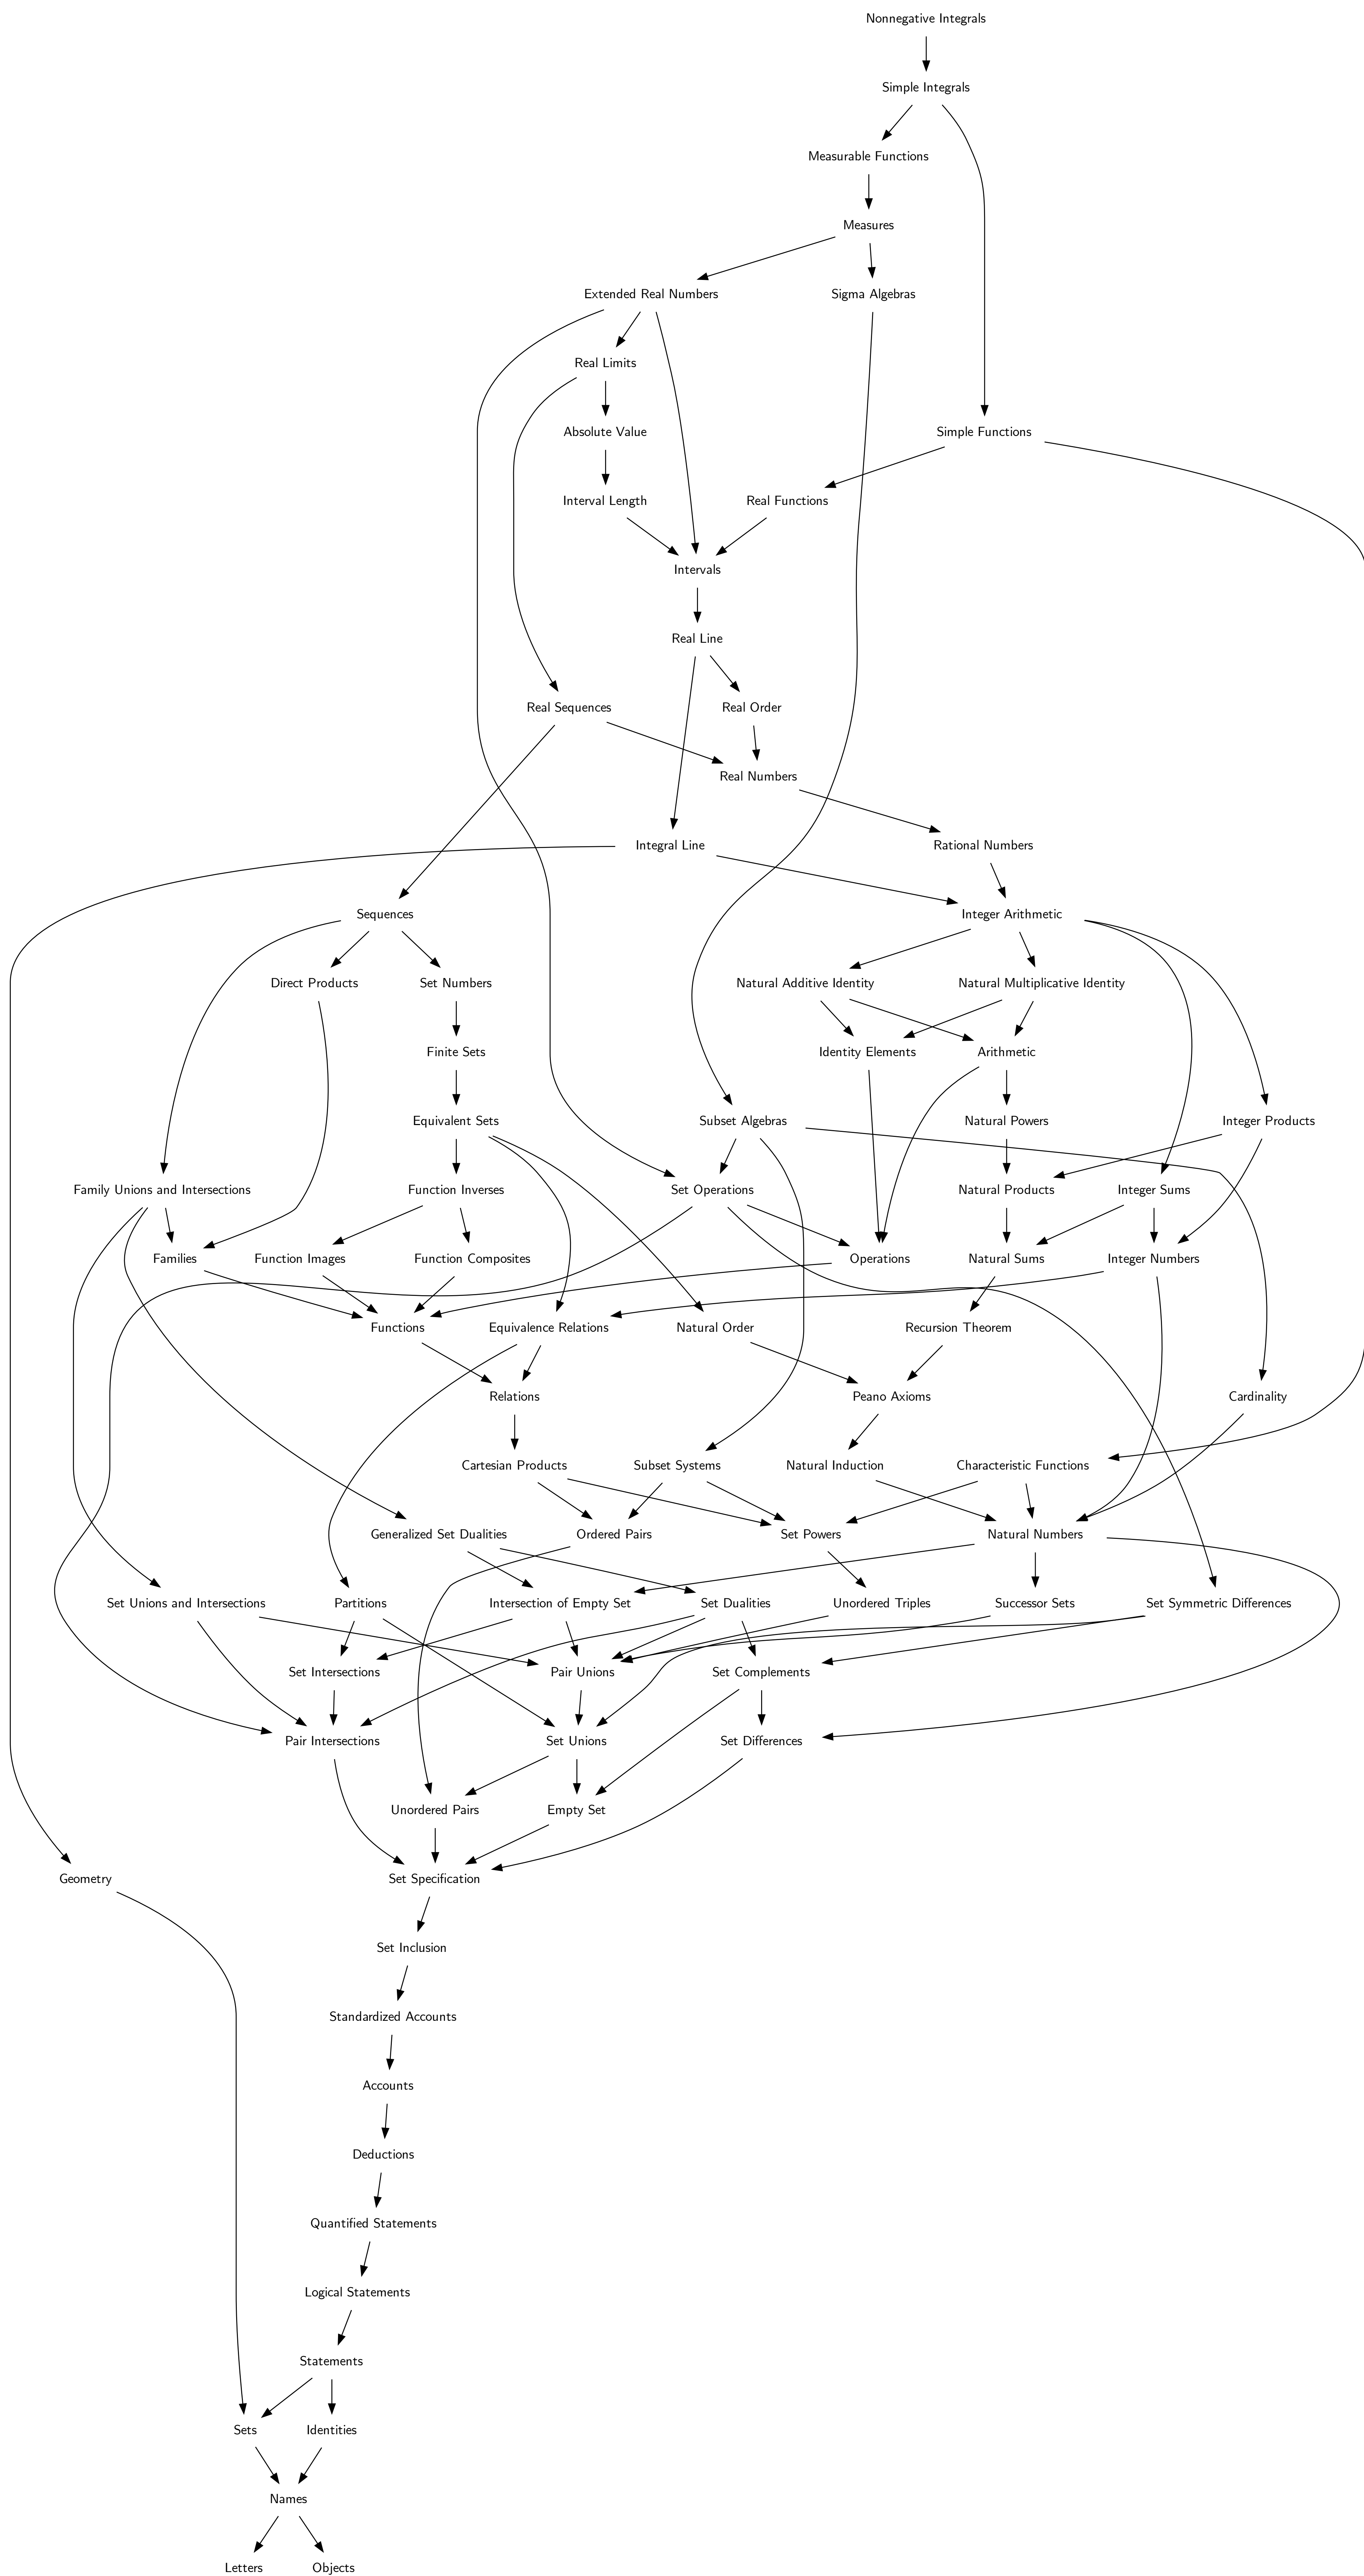 Nonnegative Integrals
Simple Integrals
Measurable Functions
Measures
Extended Real Numbers
Sigma Algebras
Real Limits
Absolute Value
Simple Functions
Interval Length
Real Functions
Intervals
Real Line
Real Sequences
Real Order
Real Numbers
Integral Line
Rational Numbers
Sequences
Integer Arithmetic
Direct Products
Set Numbers
Natural Additive Identity
Natural Multiplicative Identity
Finite Sets
Identity Elements
Arithmetic
Equivalent Sets
Subset Algebras
Natural Powers
Integer Products
Family Unions and Intersections
Function Inverses
Set Operations
Natural Products
Integer Sums
Families
Function Images
Function Composites
Operations
Natural Sums
Integer Numbers
Functions
Equivalence Relations
Natural Order
Recursion Theorem
Relations
Peano Axioms
Cardinality
Cartesian Products
Subset Systems
Natural Induction
Characteristic Functions
Generalized Set Dualities
Ordered Pairs
Set Powers
Natural Numbers
Set Unions and Intersections
Partitions
Intersection of Empty Set
Set Dualities
Unordered Triples
Successor Sets
Set Symmetric Differences
Set Intersections
Pair Unions
Set Complements
Pair Intersections
Set Unions
Set Differences
Unordered Pairs
Empty Set
Geometry
Set Specification
Set Inclusion
Standardized Accounts
Accounts
Deductions
Quantified Statements
Logical Statements
Statements
Sets
Identities
Names
Letters
Objects